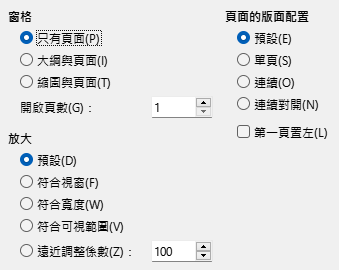 窗格
只有頁面(P)
大綱與頁面(I)
縮圖與頁面(T)
開啟頁數(G)： 1
放大
預設(D)
符合視窗(F)
符合寬度(W)
符合可視範圍(V)
遠近調整係數(Z)： 100
頁面的版面配置
預設(E)
單頁(S)
連續(O)
連續對開(N)
第一頁置左(L)